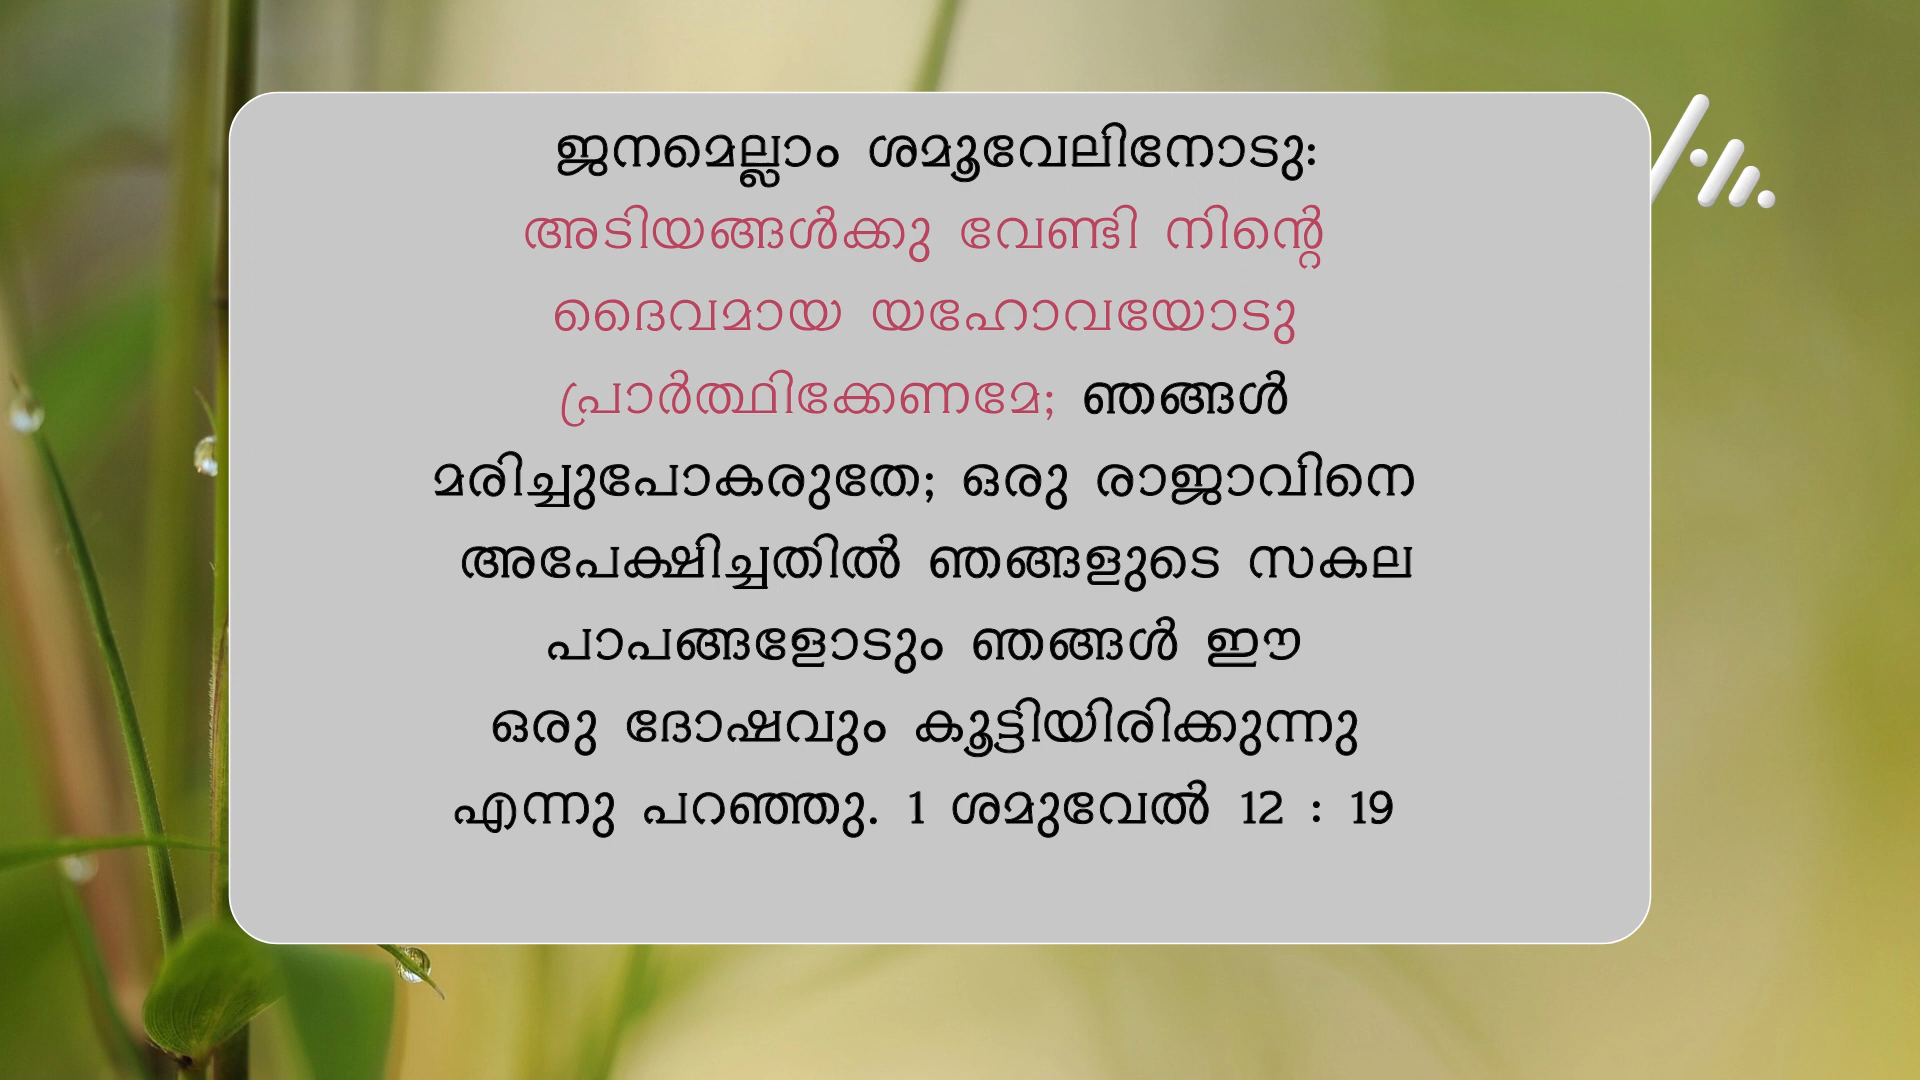 ജനമെല്ലാം ശമൂവേലിനോടു:
അടിയങ്ങൾക്കു വേണ്ടി നിന്റെ
ദൈവമായ യഹോവയോടു
പ്രാർത്ഥിക്കേണമേ; ഞങ്ങൾ
മരിച്ചുപോകരുതേ; ഒരു രാജാവിനെ
അപേക്ഷിച്ചതിൽ ഞങ്ങളുടെ സകല
പാപങ്ങളോടും ഞങ്ങൾ ഈ
ഒരു ദോഷവും കൂട്ടിയിരിക്കുന്നു
എന്നു പറഞ്ഞു. 1 ശമുവേൽ 12 : 19